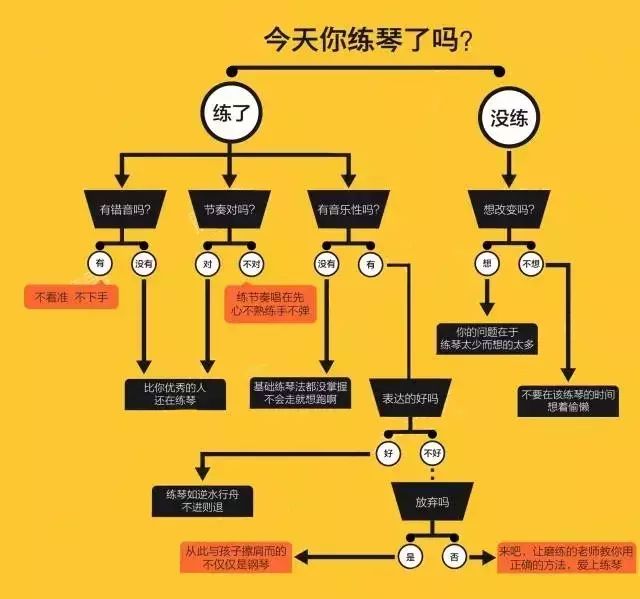 今天你练琴了吗?
练了
没练
有错音吗?
节奏对吗?
有音乐性吗?
想改变吗?
有
没有
对
不对
没有
有
想
不想
不看准 不下手
练节奏唱在先
心不熟练手不弹
你的问题在于
练琴太少而想的太多
比你优秀的人
还在练琴
基础练琴法都没掌握
不会走就想跑啊
表达的好吗
不要在该练琴的时间
想着偷懒
好
不好
练琴如逆水行舟
不进则退
放弃吗
从此与孩子擦肩而的
不仅仅是钢琴
是
否
来吧，让磨练的老师教你用
正确的方法，爱上练琴